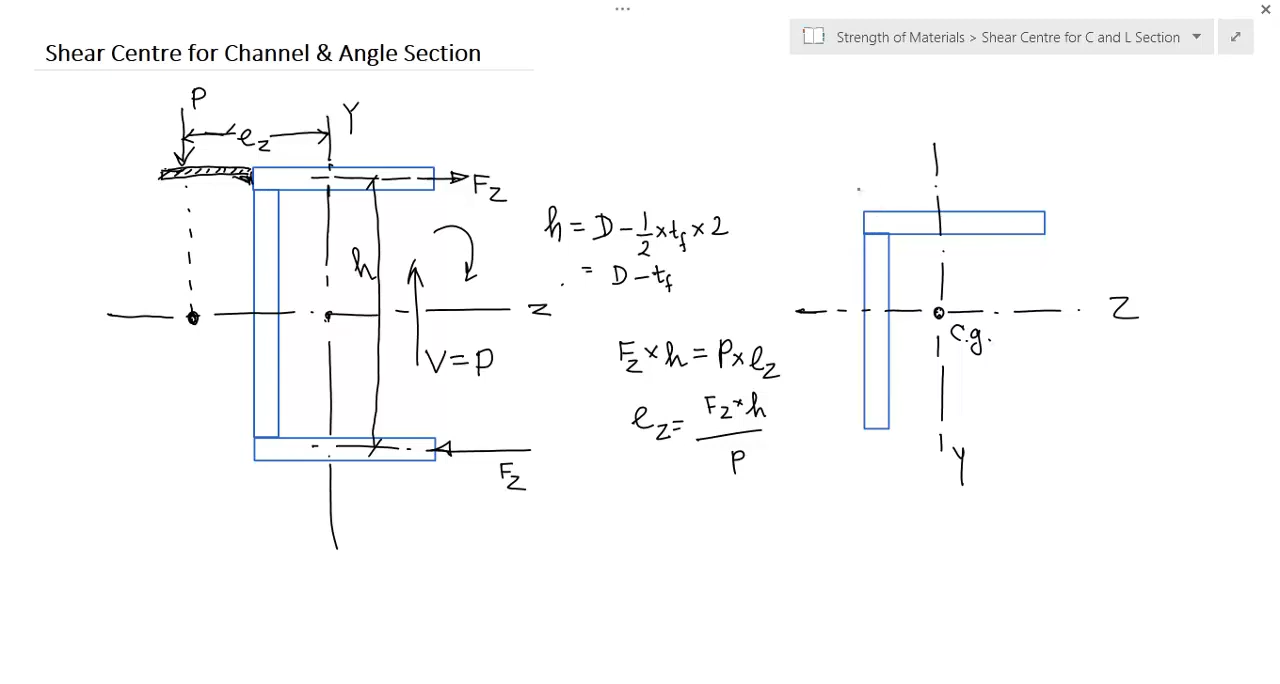 Strength of Materials > Shear Centre for C and L Section
Shear Centre for Channel & Angle Section
P
Y
e_z
F_z
h
h = D - 1/2 × t_f × 2
= D - t_f
Z
V = P
F_z × h = P × e_z
e_z = F_z × h / P
F_z
Z
C.g.
Y